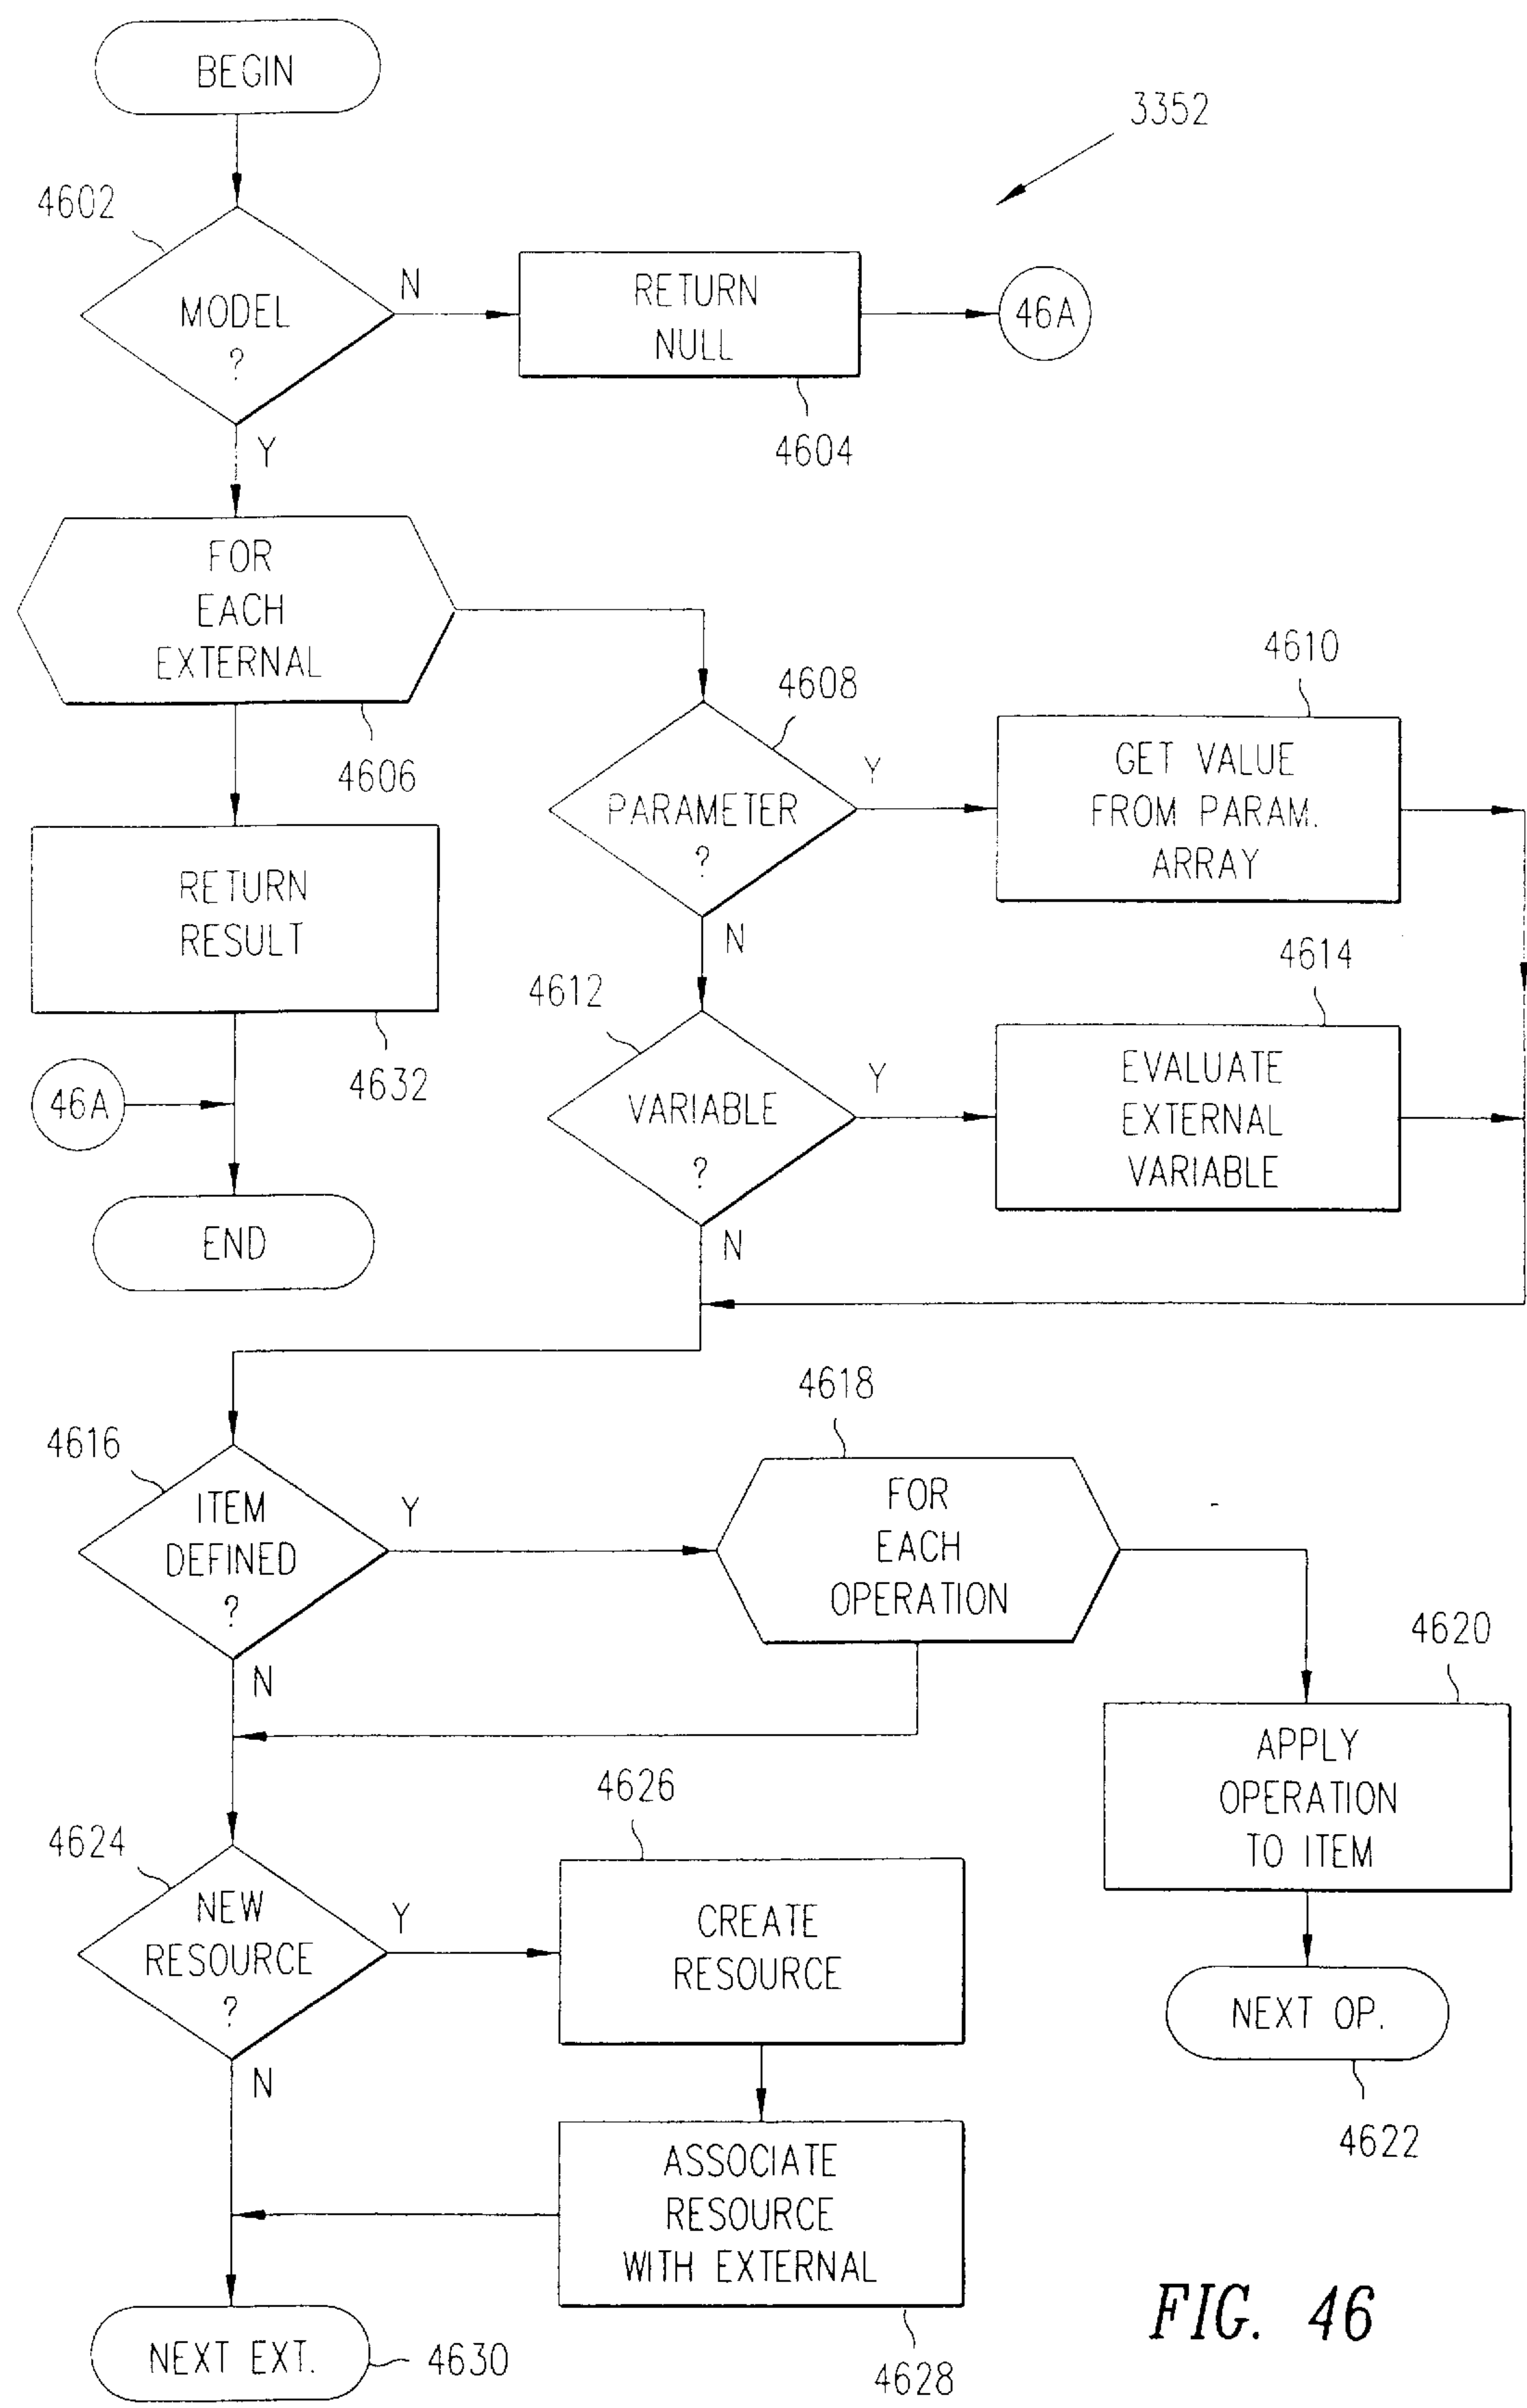 BEGIN
3352
4602
MODEL
?
N
RETURN
NULL
46A
4604
Y
FOR
EACH
EXTERNAL
4606
4608
PARAMETER
?
Y
4610
GET VALUE
FROM PARAM.
ARRAY
N
RETURN
RESULT
4632
46A
END
4612
VARIABLE
?
Y
4614
EVALUATE
EXTERNAL
VARIABLE
N
4616
ITEM
DEFINED
?
Y
4618
FOR
EACH
OPERATION
N
4620
APPLY
OPERATION
TO ITEM
NEXT OP.
4622
4624
NEW
RESOURCE
?
Y
4626
CREATE
RESOURCE
N
ASSOCIATE
RESOURCE
WITH EXTERNAL
4628
NEXT EXT.
4630
FIG. 46